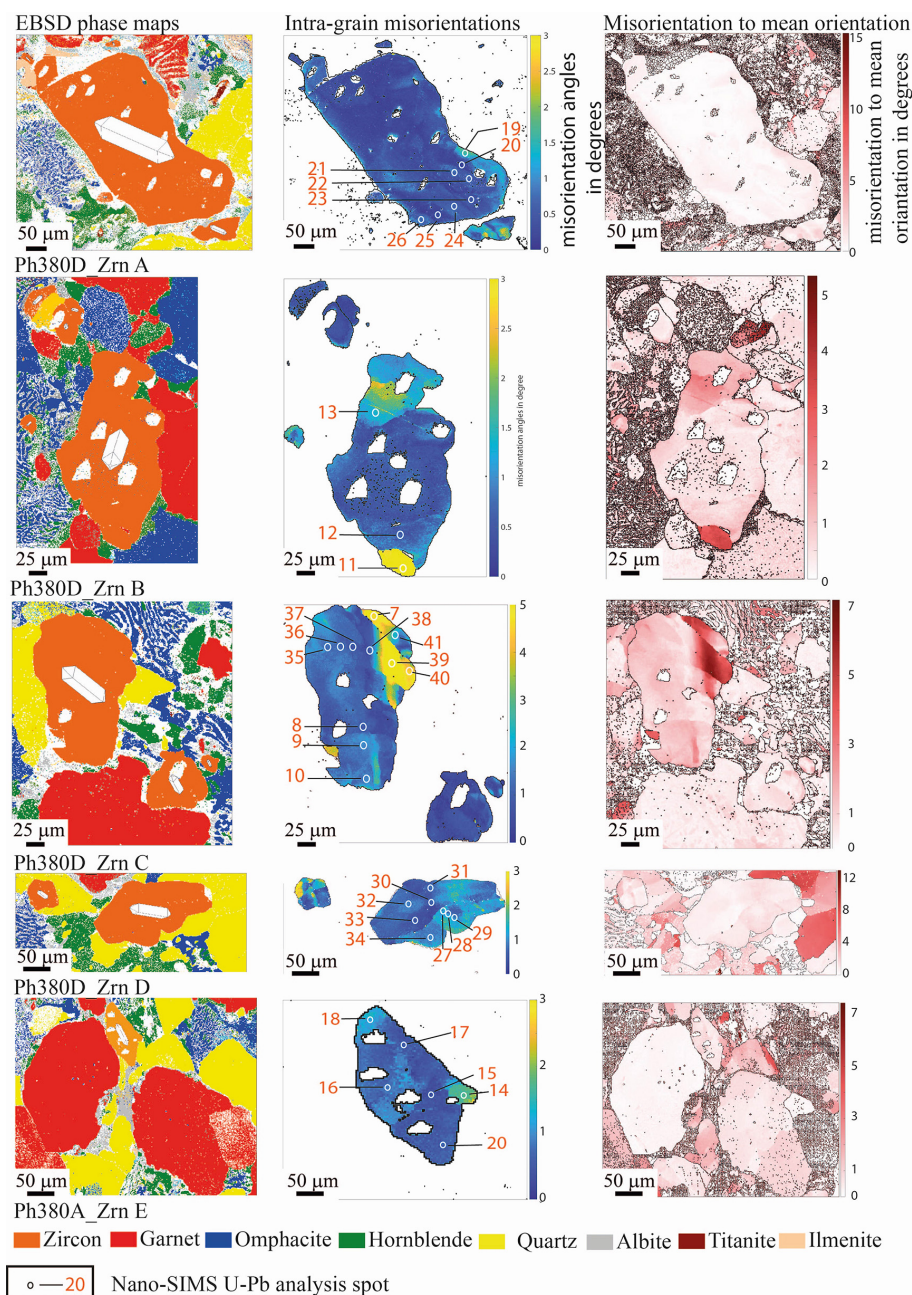 EBSD phase maps
Intra-grain misorientations
Misorientation to mean orientation
3
2.5
2
1.5
1
0.5
0
misorientation angles
in degrees
15
10
5
0
misorientation to mean
oriantation in degrees
19
20
21
22
23
26
25
24
50 μm
50 μm
50 μm
Ph380D_Zrn A
3
2.5
2
1.5
1
0.5
0
misorientation angles in degree
5
4
3
2
1
0
13
12
11
25 μm
25 μm
25 μm
Ph380D_Zrn B
37
7
38
36
41
35
39
40
8
9
10
5
4
3
2
1
0
7
5
3
1
0
25 μm
25 μm
25 μm
Ph380D_Zrn C
31
30
32
33
34
29
28
27
3
2
1
0
12
8
4
0
50 μm
50 μm
50 μm
Ph380D_Zrn D
18
17
15
16
14
20
3
2
1
0
7
5
3
1
0
50 μm
50 μm
50 μm
Ph380A_Zrn E
Zircon Garnet Omphacite Hornblende Quartz Albite Titanite Ilmenite
20 Nano-SIMS U-Pb analysis spot